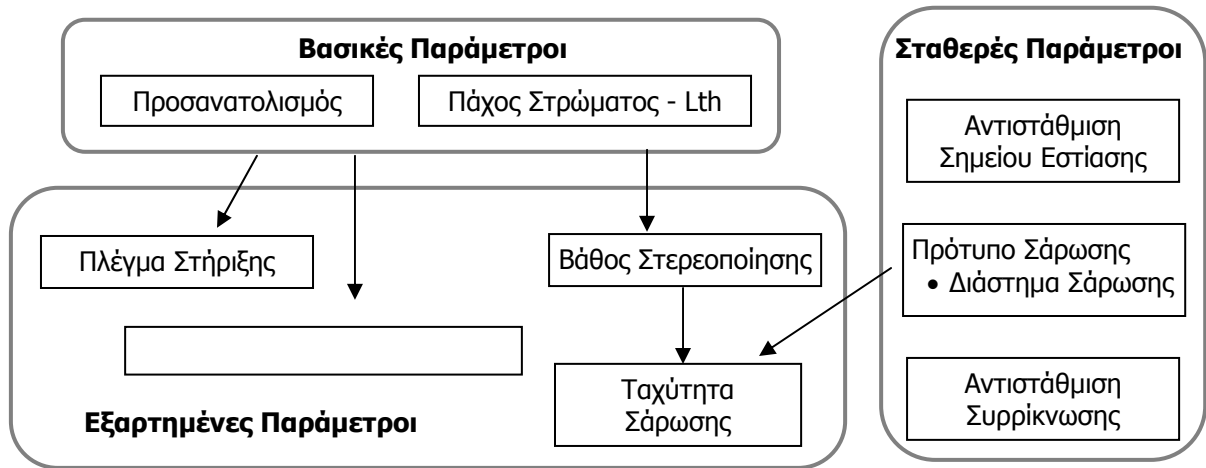 Βασικές Παράμετροι
Προσανατολισμός
Πάχος Στρώματος - Lth
Πλέγμα Στήριξης
Βάθος Στερεοποίησης
Ταχύτητα
Σάρωσης
Εξαρτημένες Παράμετροι
Σταθερές Παράμετροι
Αντιστάθμιση
Σημείου Εστίασης
Πρότυπο Σάρωσης
• Διάστημα Σάρωσης
Αντιστάθμιση
Συρρίκνωσης